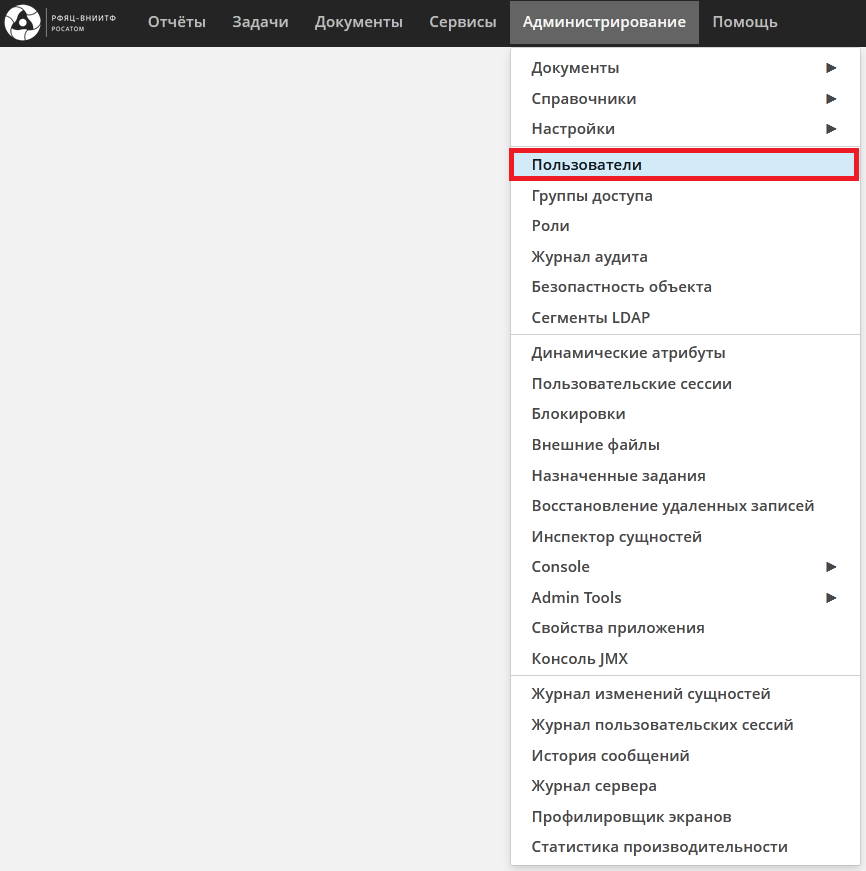 РФЯЦ-ВНИИТФ
РОСАТОМ
Отчёты Задачи Документы Сервисы Администрирование Помощь
Документы
Справочники
Настройки
Пользователи
Группы доступа
Роли
Журнал аудита
Безопастность объекта
Сегменты LDAP
Динамические атрибуты
Пользовательские сессии
Блокировки
Внешние файлы
Назначенные задания
Восстановление удаленных записей
Инспектор сущностей
Console
Admin Tools
Свойства приложения
Консоль JMX
Журнал изменений сущностей
Журнал пользовательских сессий
История сообщений
Журнал сервера
Профилировщик экранов
Статистика производительности